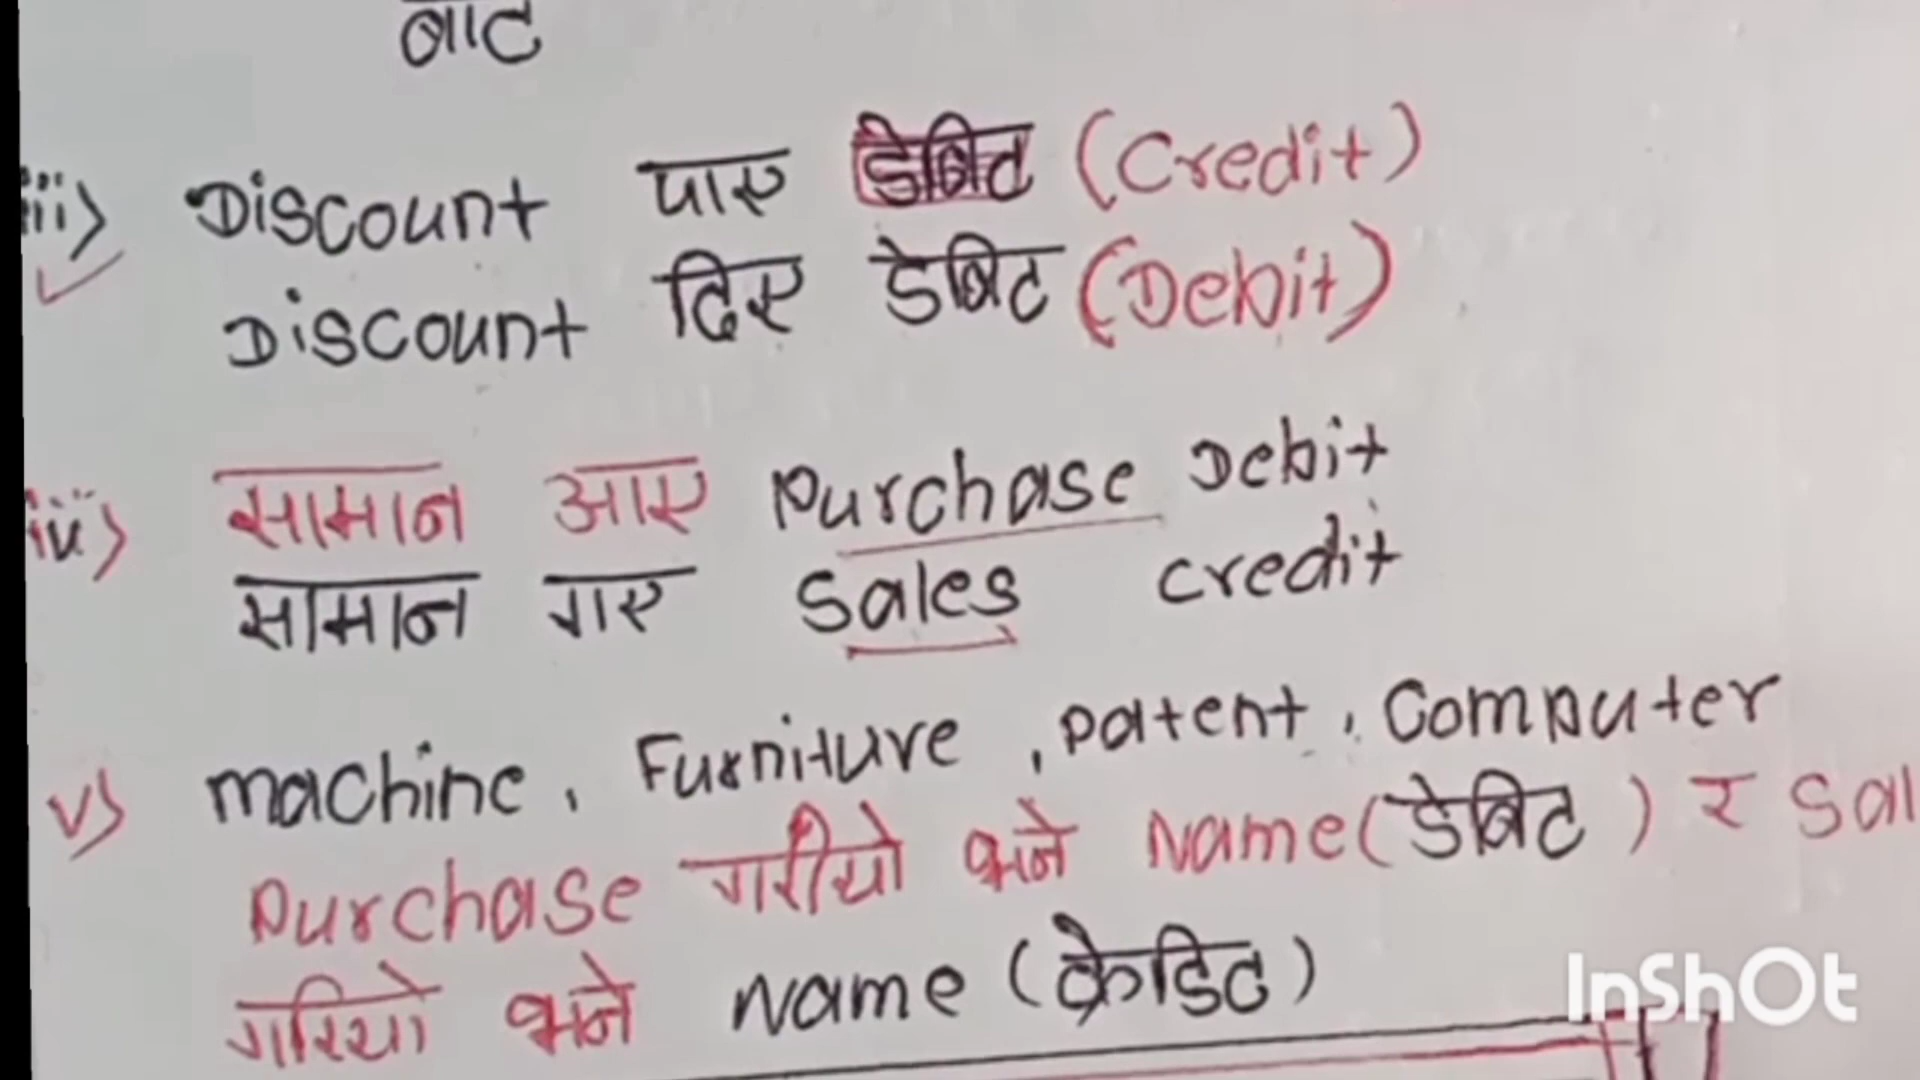 बाट
iii) Discount पाए डेबिट (Credit)
Discount दिए डेबिट (Debit)
iv) सामान आए Purchase Debit
सामान गए Sales credit
v) machine, Furniture, patent, Computer
Purchase गरीयो भने Name (डेबिट) र Sal
गरियो भने Name (क्रेडिट)
InShOt